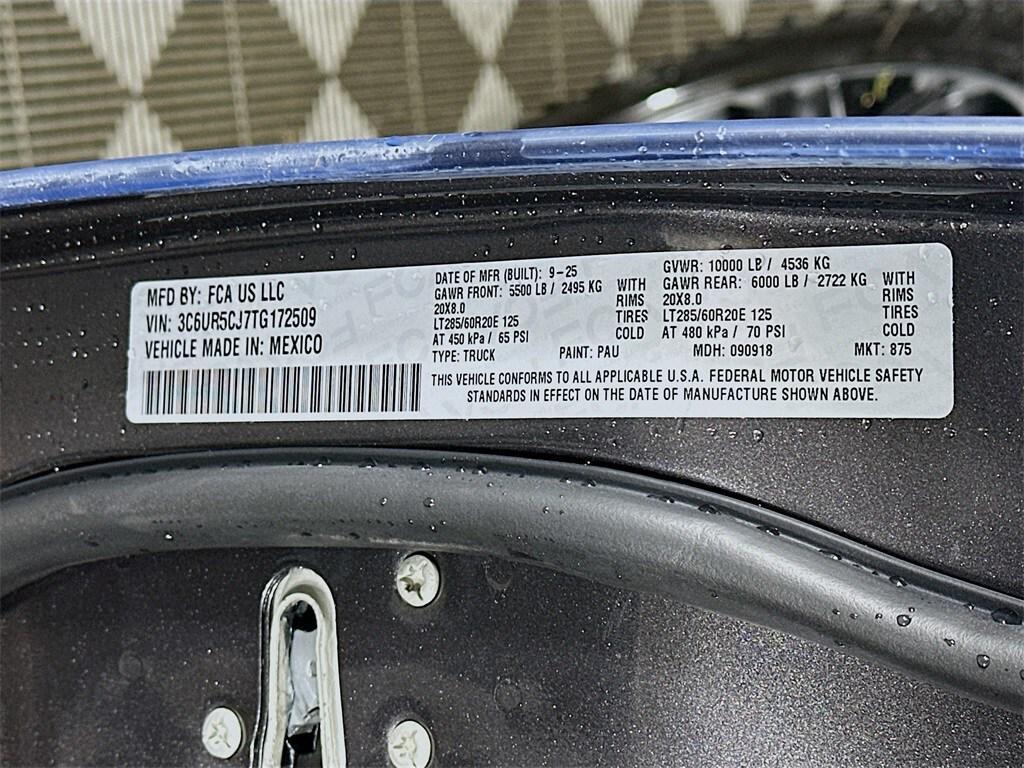 MFD BY: FCA US LLC
VIN: 3C6UR5CJ7TG172509
VEHICLE MADE IN: MEXICO
DATE OF MFR (BUILT): 9-25
GAWR FRONT: 5500 LB / 2495 KG WITH
20X8.0 RIMS
LT285/60R20E 125 TIRES
AT 450 kPa / 65 PSI COLD
GVWR: 10000 LB / 4536 KG
GAWR REAR: 6000 LB / 2722 KG WITH
20X8.0 RIMS
LT285/60R20E 125 TIRES
AT 480 kPa / 70 PSI COLD
TYPE: TRUCK PAINT: PAU MDH: 090918 MKT: 875
THIS VEHICLE CONFORMS TO ALL APPLICABLE U.S.A. FEDERAL MOTOR VEHICLE SAFETY
STANDARDS IN EFFECT ON THE DATE OF MANUFACTURE SHOWN ABOVE.